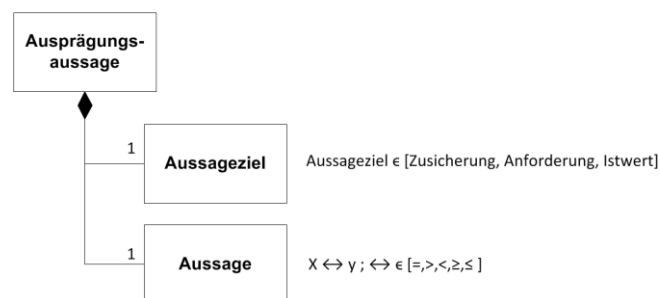 Ausprägungs-
aussage
1
Aussageziel
Aussageziel ϵ [Zusicherung, Anforderung, Istwert]
1
Aussage
X ↔ y ; ↔ ϵ [=,>,<,≥,≤ ]